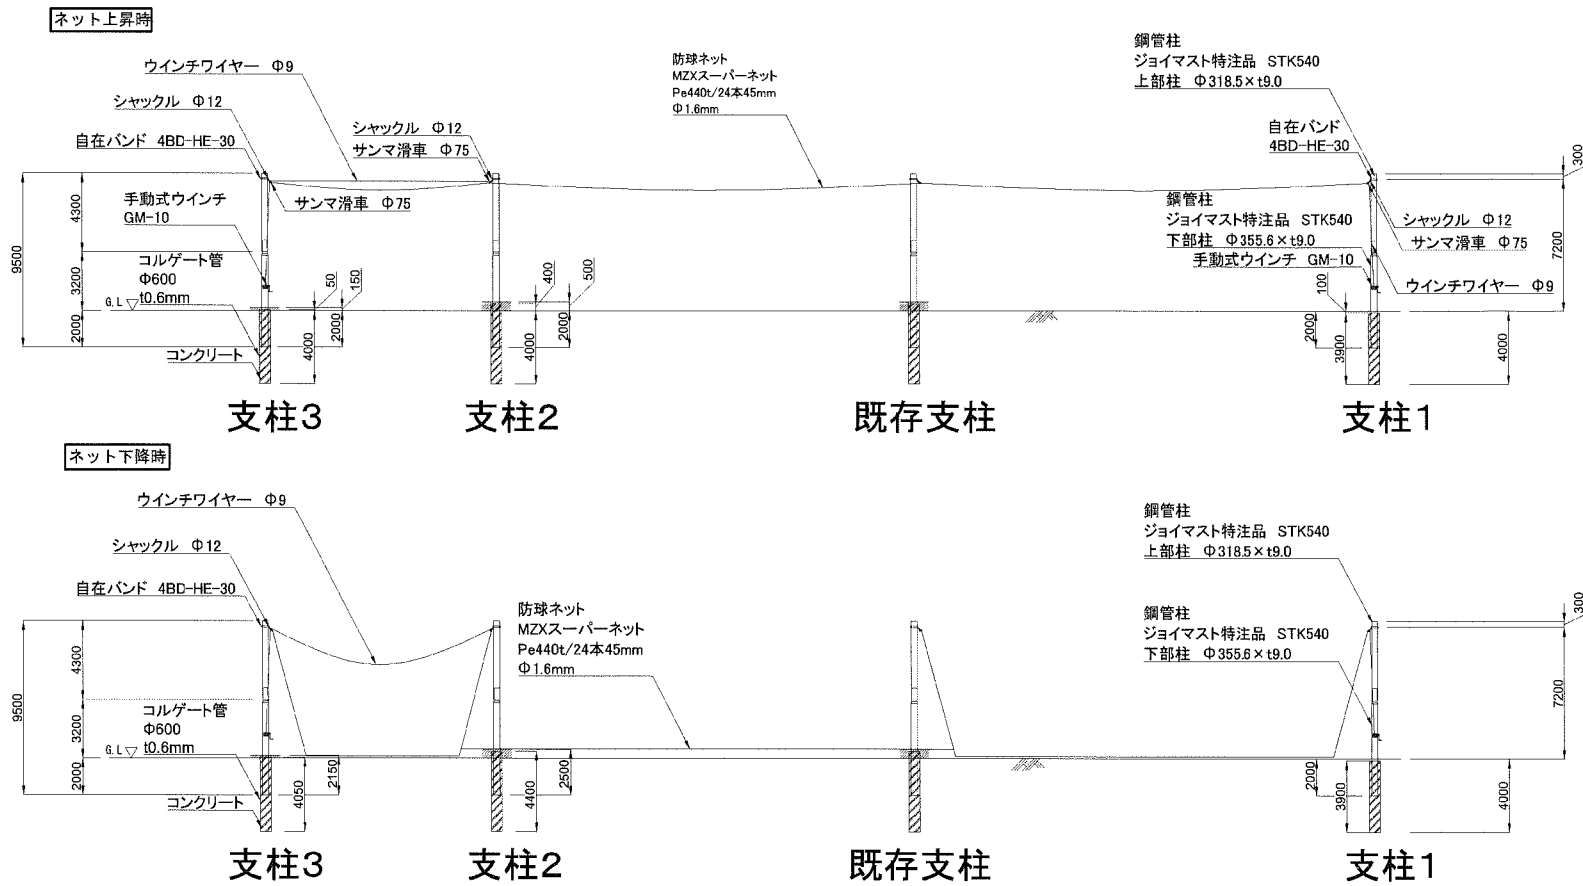 ネット上昇時
ウインチワイヤー Φ9
シャックル Φ12
自在バンド 4BD-HE-30
シャックル Φ12
サンマ滑車 Φ75
サンマ滑車 Φ75
手動式ウインチ
GM-10
コルゲート管
Φ600
t0.6mm
G.L
コンクリート
防球ネット
MZXスーパーネット
Pe440t/24本45mm
Φ1.6mm
鋼管柱
ジョイマスト特注品 STK540
上部柱 Φ318.5×t9.0
自在バンド
4BD-HE-30
鋼管柱
ジョイマスト特注品 STK540
下部柱 Φ355.6×t9.0
手動式ウインチ GM-10
シャックル Φ12
サンマ滑車 Φ75
ウインチワイヤー Φ9
9500
4300
3200
2000
50
150
2000
4000
400
500
2000
4000
100
2000
3900
4000
7200
300
支柱3
支柱2
既存支柱
支柱1
ネット下降時
ウインチワイヤー Φ9
シャックル Φ12
自在バンド 4BD-HE-30
コルゲート管
Φ600
t0.6mm
G.L
コンクリート
防球ネット
MZXスーパーネット
Pe440t/24本45mm
Φ1.6mm
鋼管柱
ジョイマスト特注品 STK540
上部柱 Φ318.5×t9.0
鋼管柱
ジョイマスト特注品 STK540
下部柱 Φ355.6×t9.0
9500
4300
3200
2000
4050
2150
4400
2500
2000
3900
4000
7200
300
支柱3
支柱2
既存支柱
支柱1